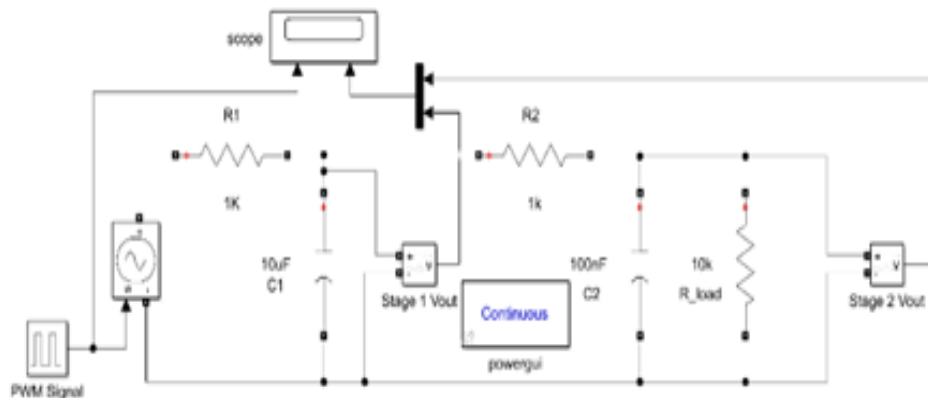 scope
R1
R2
1K
1k
10uF
C1
Stage 1 Vout
Continuous
powergui
100nF
C2
10k
R_load
Stage 2 Vout
PWM Signal
+
-
V
+
-
V